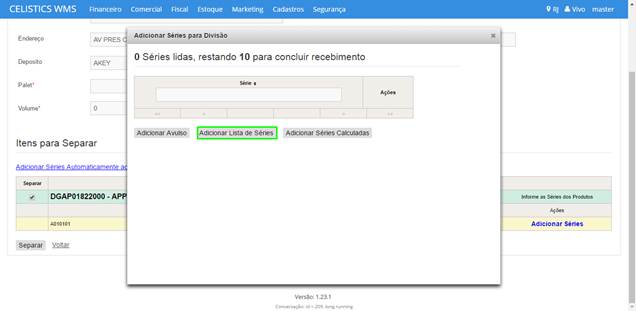 CELISTICS WMS Financeiro Comercial Fiscal Estoque Marketing Cadastros Segurança RJ Vivo master
Adicionar Séries para Divisão ×
Endereço AV PRES C
0 Séries lidas, restando 10 para concluir recebimento
Deposito AKEY
Série
Ações
Palet*
Volume* 0
Adicionar Avulso Adicionar Lista de Séries Adicionar Séries Calculadas
Itens para Separar
Adicionar Séries Automaticamente ao
Separar
DGAP01822000 - APP Informe as Séries dos Produtos
Ações
A010101 Adicionar Séries
Separar Voltar
Versão: 1.23.1
Conversação: id = 209, long running